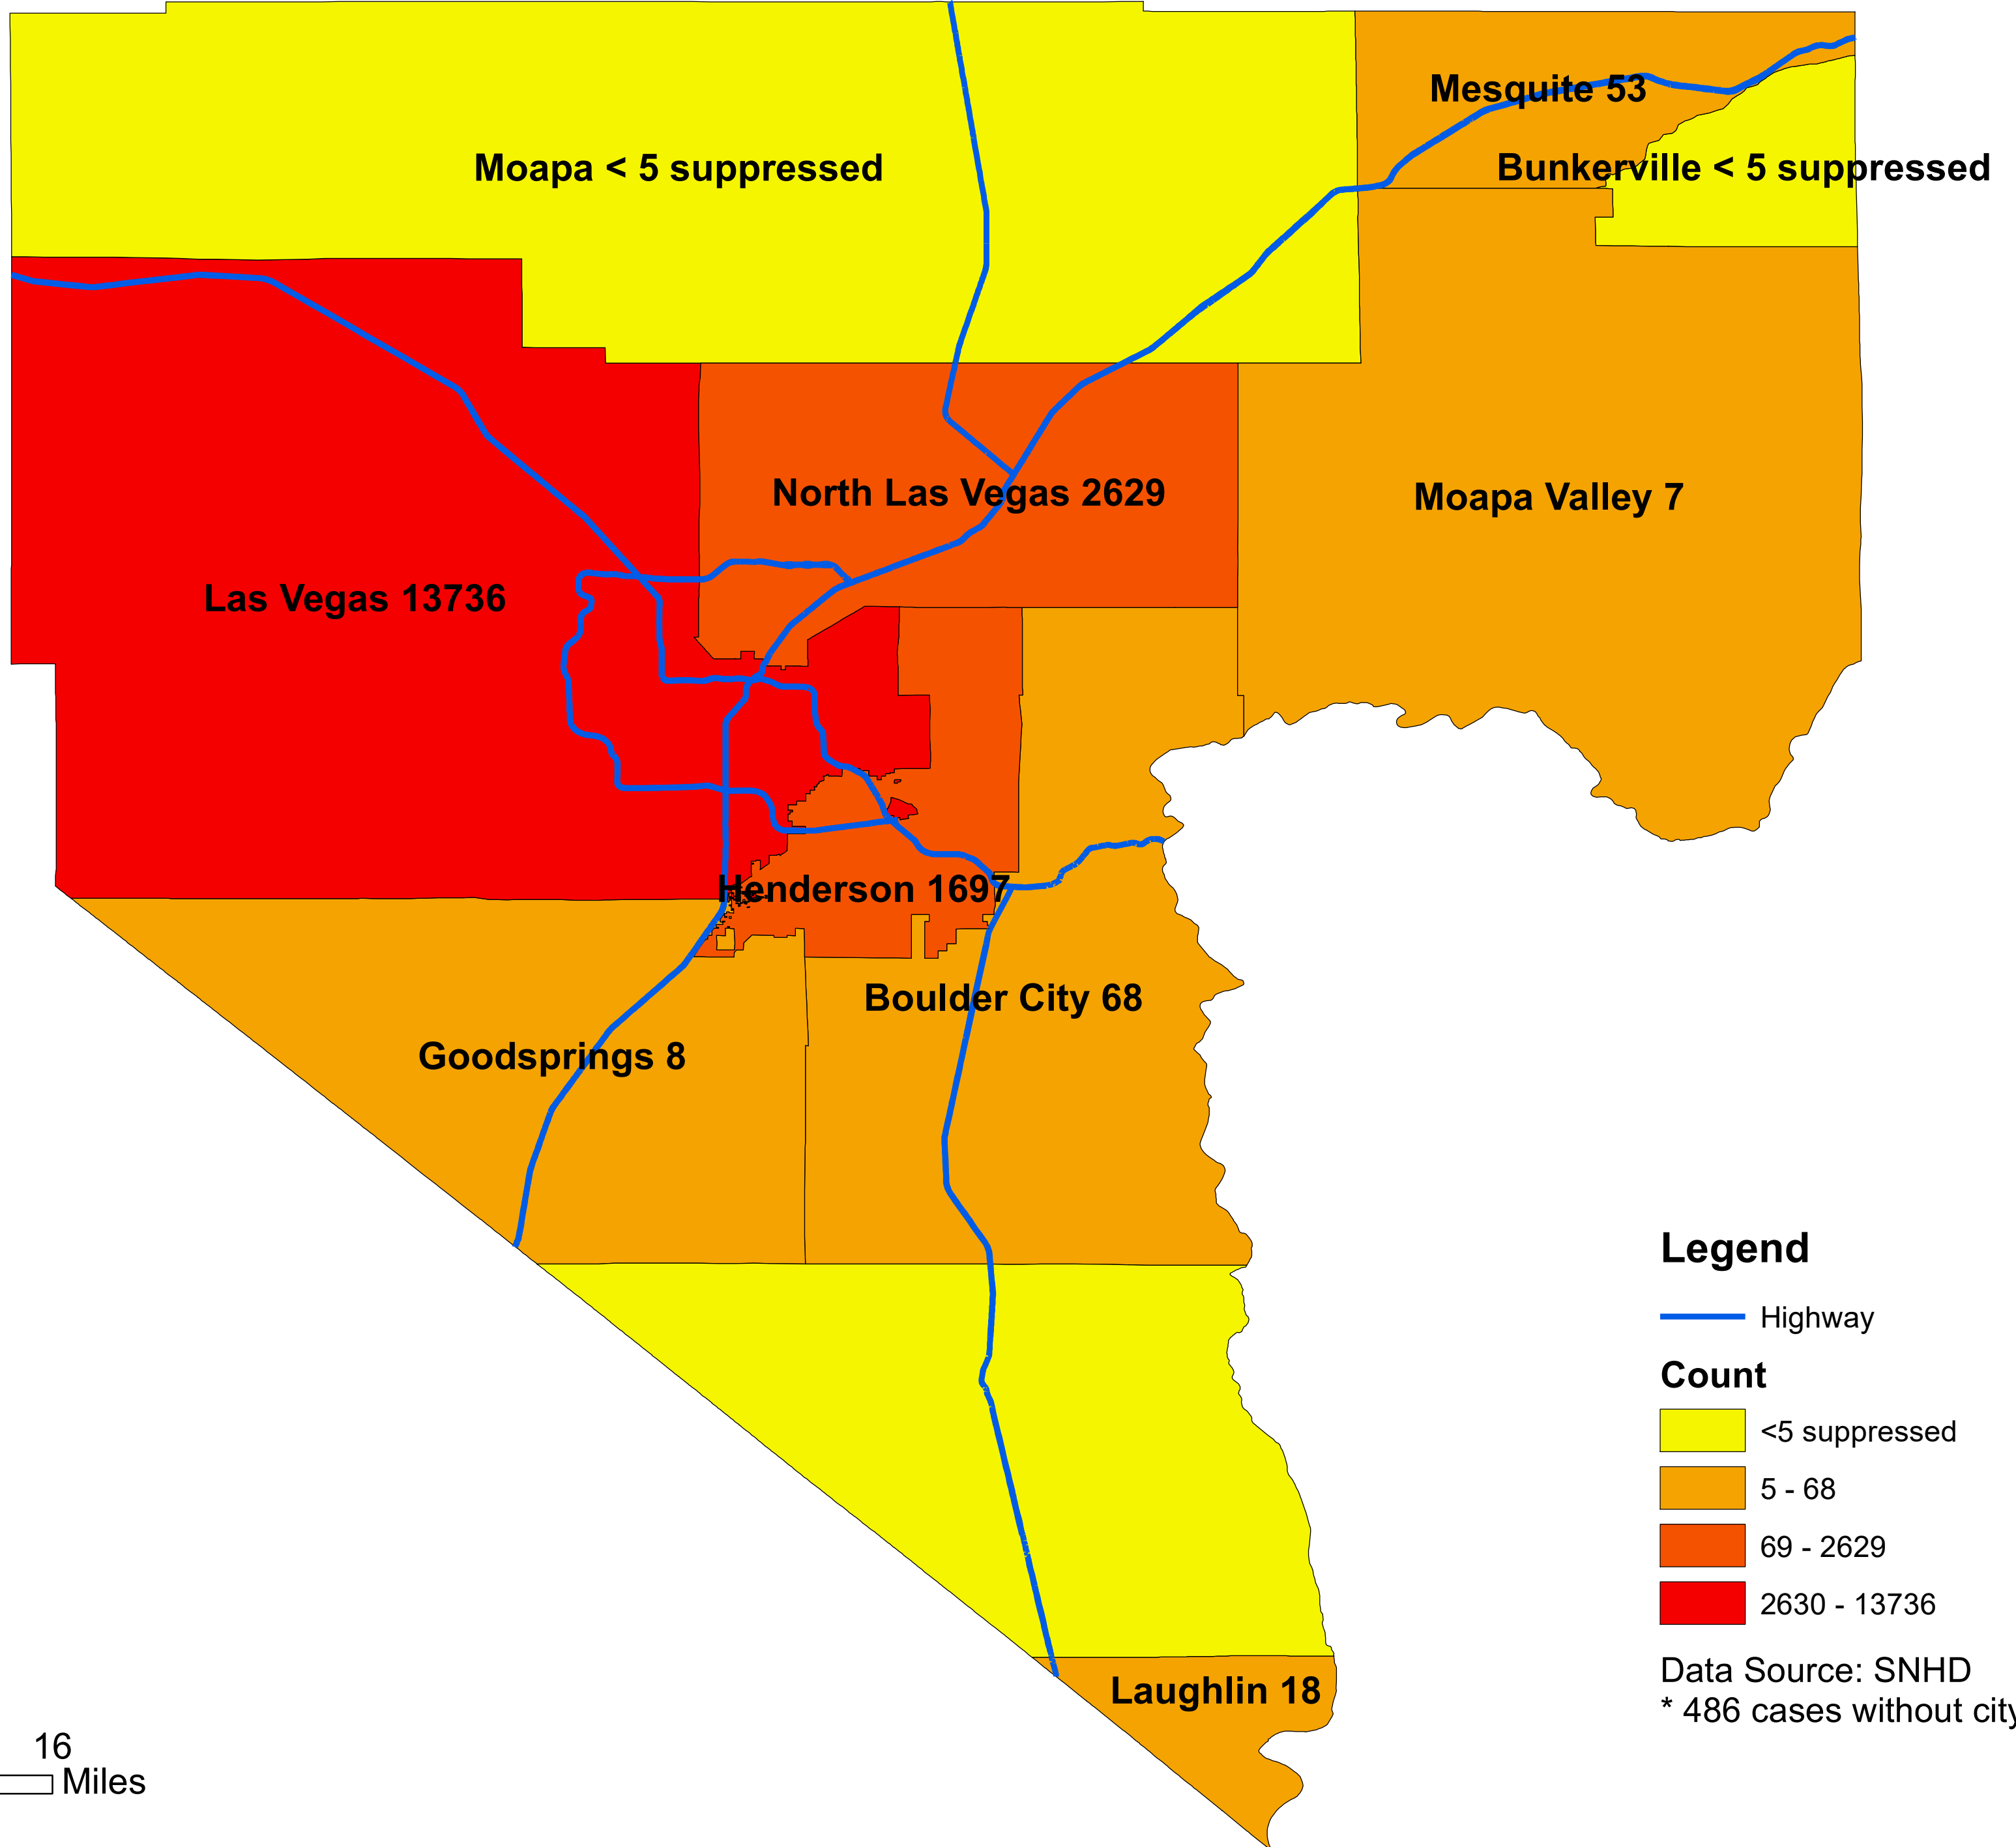 Mesquite 53
Moapa < 5 suppressed
Bunkerville < 5 suppressed
North Las Vegas 2629
Moapa Valley 7
Las Vegas 13736
Henderson 1697
Boulder City 68
Goodsprings 8
Legend
Highway
Count
<5 suppressed
5 - 68
69 - 2629
2630 - 13736
Data Source: SNHD
* 486 cases without city
Laughlin 18
16
Miles